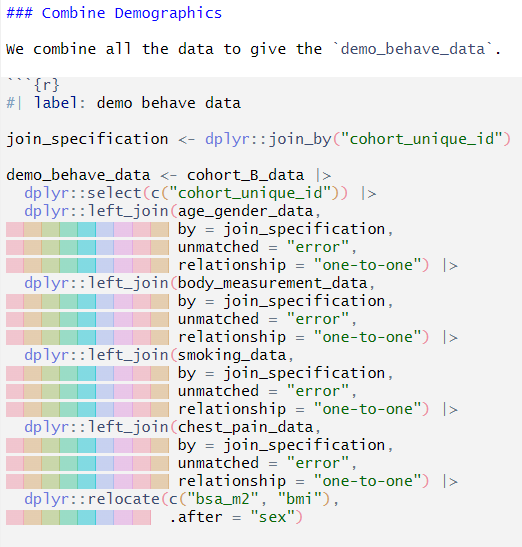 ### Combine Demographics
We combine all the data to give the `demo_behave_data`.
```{r}
#| label: demo behave data
join_specification <- dplyr::join_by("cohort_unique_id")
demo_behave_data <- cohort_B_data |>
  dplyr::select(c("cohort_unique_id")) |>
  dplyr::left_join(age_gender_data,
                   by = join_specification,
                   unmatched = "error",
                   relationship = "one-to-one") |>
  dplyr::left_join(body_measurement_data,
                   by = join_specification,
                   unmatched = "error",
                   relationship = "one-to-one") |>
  dplyr::left_join(smoking_data,
                   by = join_specification,
                   unmatched = "error",
                   relationship = "one-to-one") |>
  dplyr::left_join(chest_pain_data,
                   by = join_specification,
                   unmatched = "error",
                   relationship = "one-to-one") |>
  dplyr::relocate(c("bsa_m2", "bmi"),
                  .after = "sex")